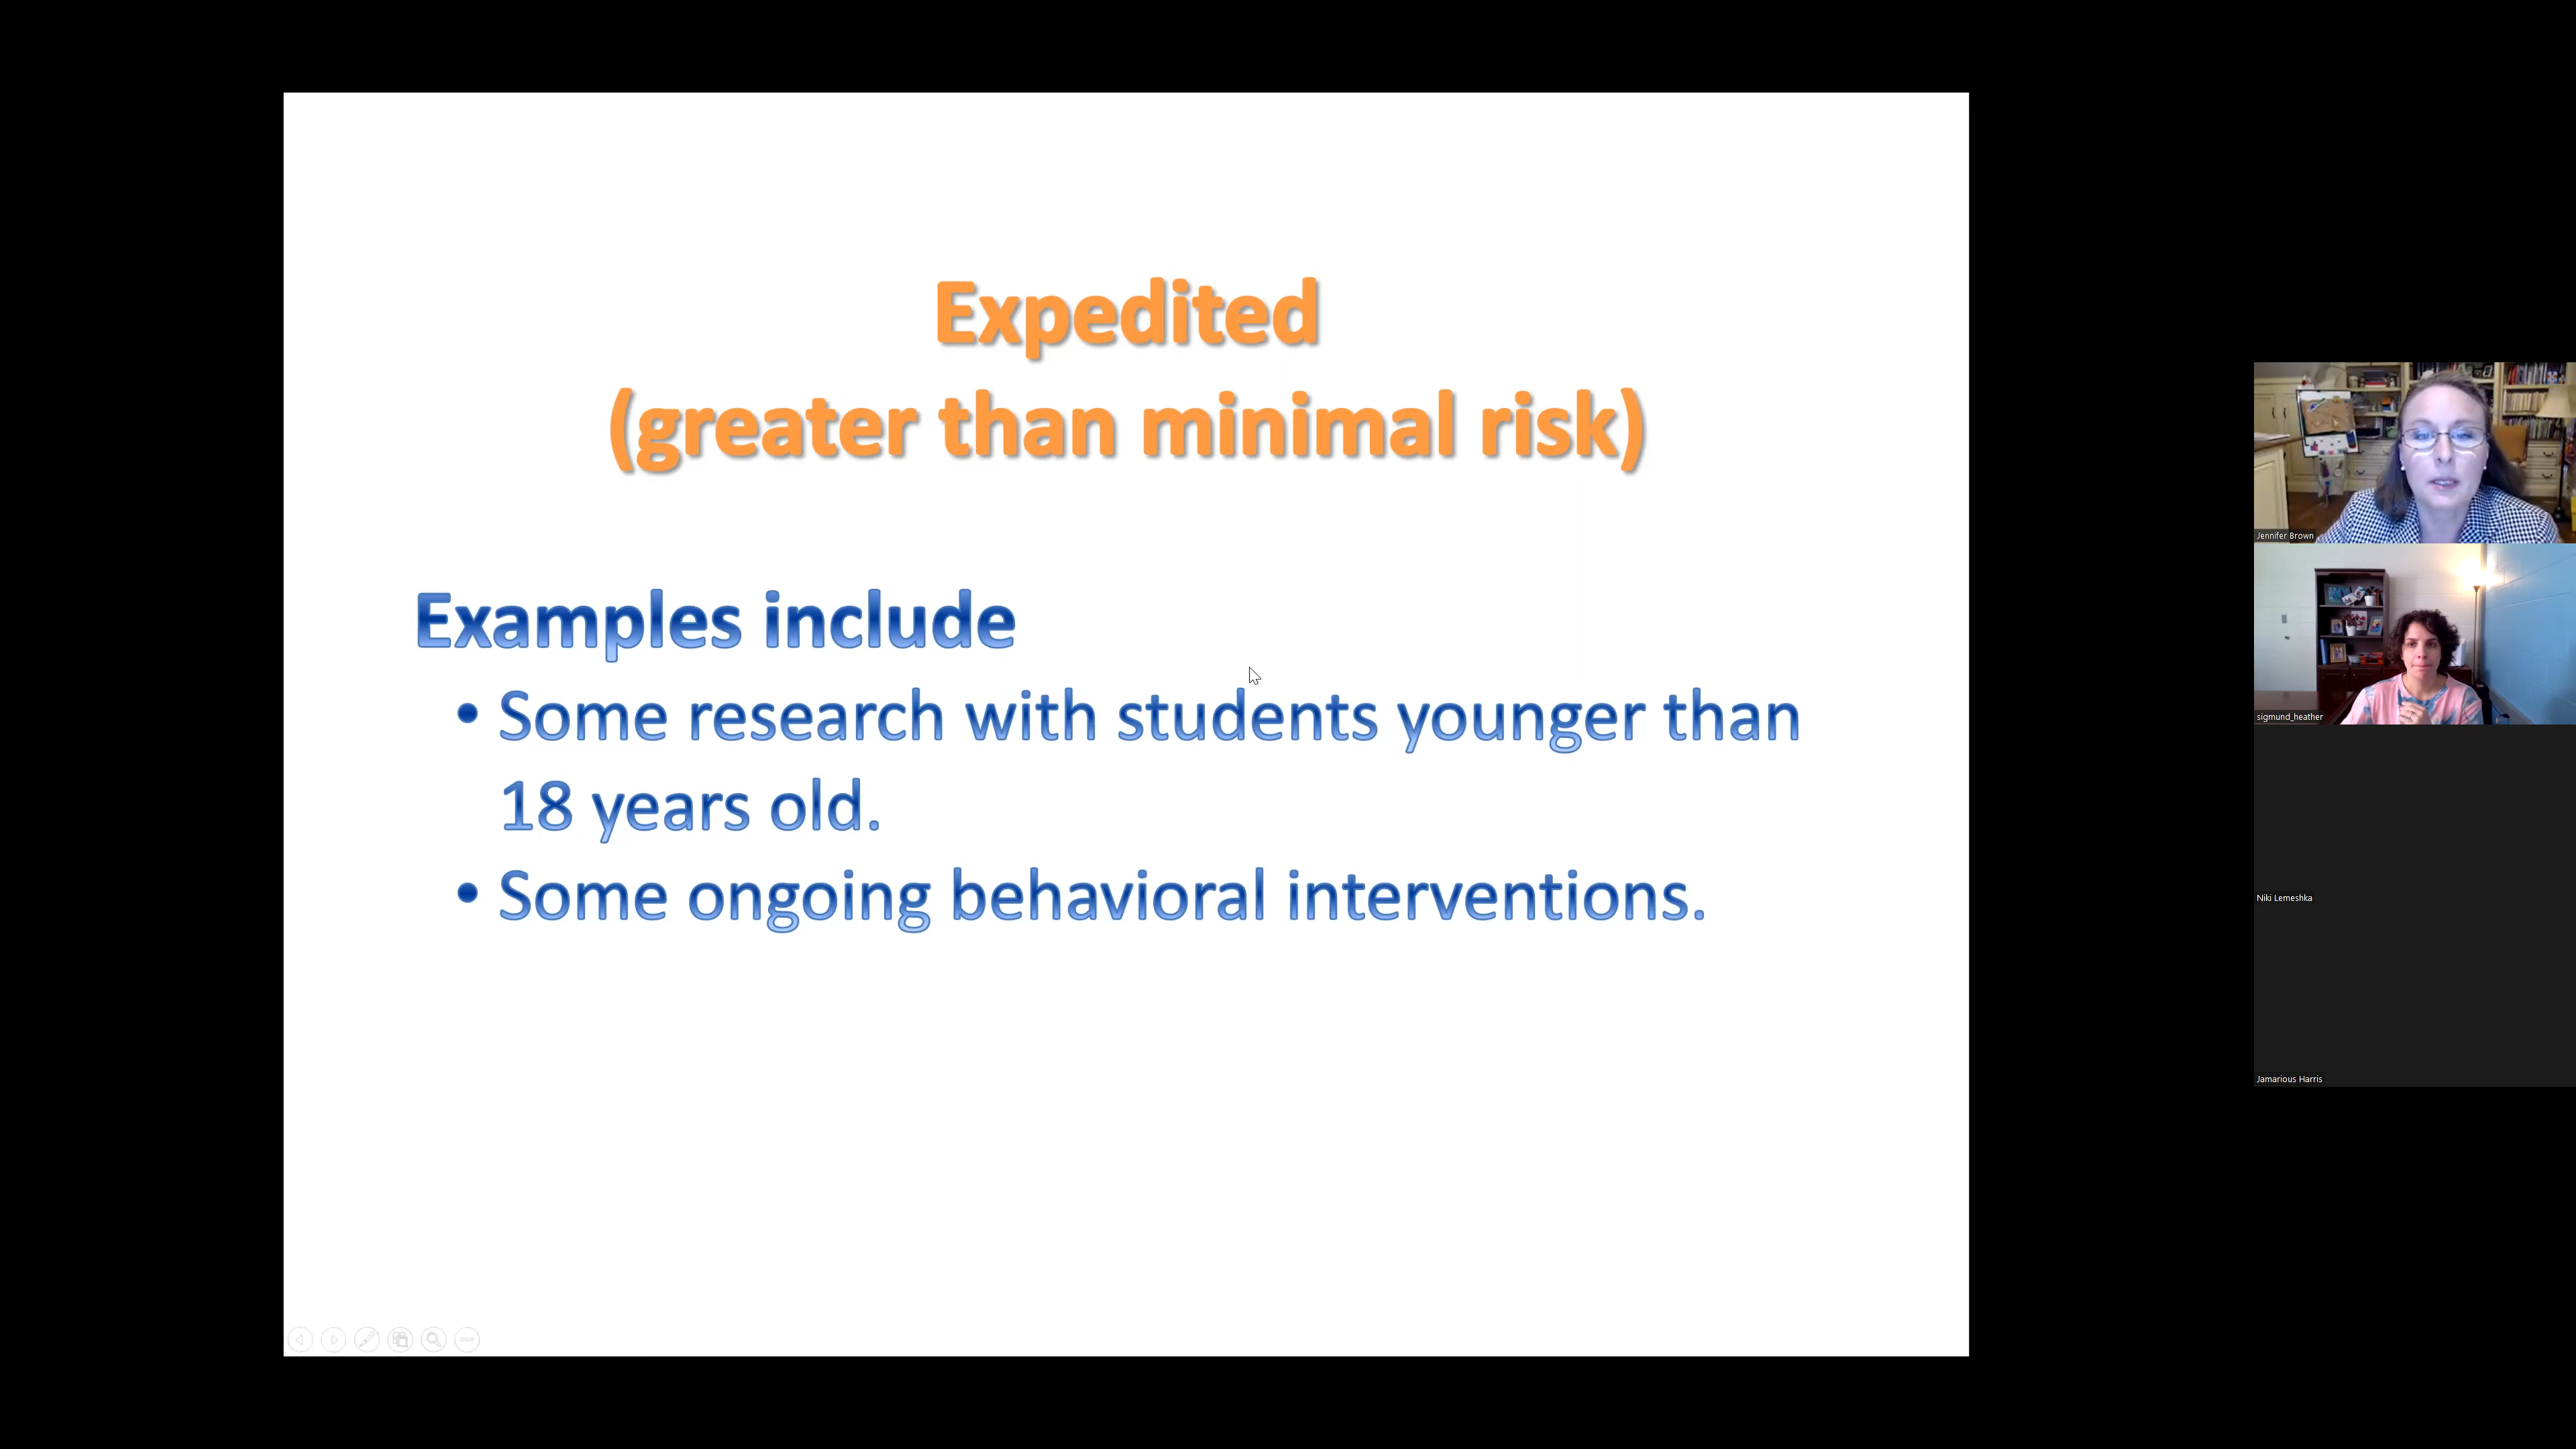 Expedited
(greater than minimal risk)
Examples include
• Some research with students younger than
18 years old.
• Some ongoing behavioral interventions.
Jennifer Brown
sigmund_heather
Niki Lemeshka
Jamarious Harris